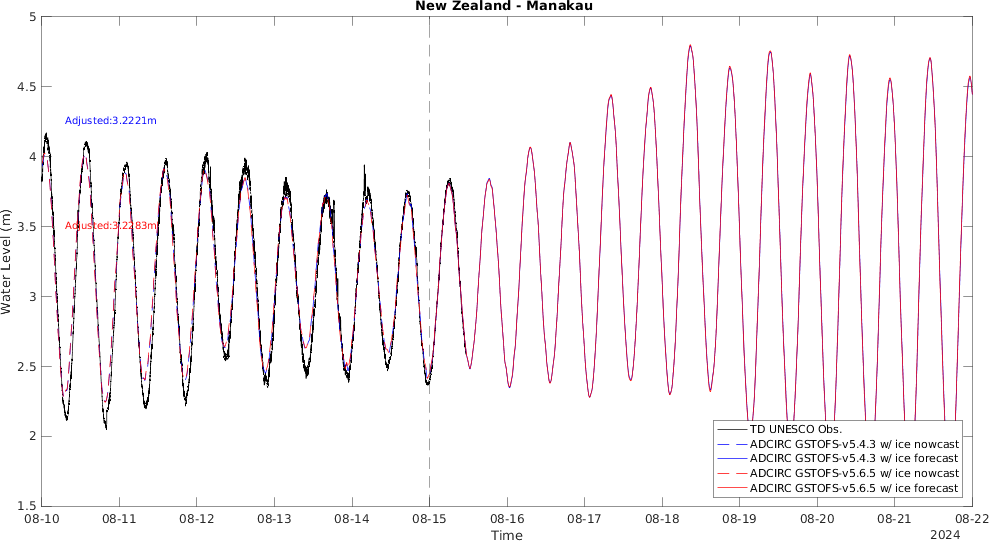 New Zealand - Manakau
5
4.5
4
3.5
3
2.5
2
1.5
Water Level (m)
Adjusted:3.2221m
Adjusted:3.2283m
TD UNESCO Obs.
ADCIRC GSTOFS-v5.4.3 w/ ice nowcast
ADCIRC GSTOFS-v5.4.3 w/ ice forecast
ADCIRC GSTOFS-v5.6.5 w/ ice nowcast
ADCIRC GSTOFS-v5.6.5 w/ ice forecast
08-10 08-11 08-12 08-13 08-14 08-15 08-16 08-17 08-18 08-19 08-20 08-21 08-22
Time
2024